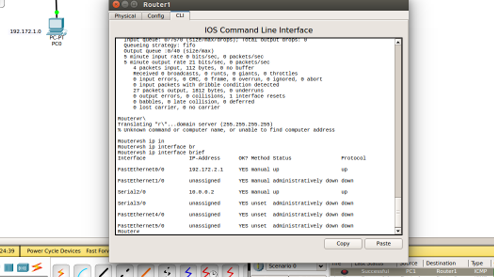 Router1
Physical Config CLI
IOS Command Line Interface
Input queue: 0/75/0 (size/max/drops); Total output drops: 0
Queueing strategy: fifo
Output queue :0/40 (size/max)
5 minute input rate 8 bits/sec, 0 packets/sec
5 minute output rate 21 bits/sec, 0 packets/sec
4 packets input, 112 bytes, 0 no buffer
Received 0 broadcasts, 0 runts, 0 giants, 0 throttles
0 input errors, 0 CRC, 0 frame, 0 overrun, 0 ignored, 0 abort
0 input packets with dribble condition detected
27 packets output, 1812 bytes, 0 underruns
0 output errors, 0 collisions, 1 interface resets
0 babbles, 0 late collision, 0 deferred
0 lost carrier, 0 no carrier
Router#r\
Translating "r\"...domain server (255.255.255.255)
% Unknown command or computer name, or unable to find computer address
Router#sh ip in
Router#sh ip interface br
Router#sh ip interface brief
Interface IP-Address OK? Method Status Protocol
FastEthernet0/0 192.172.2.1 YES manual up up
FastEthernet1/0 unassigned YES manual administratively down down
Serial2/0 10.0.0.2 YES manual up up
Serial3/0 unassigned YES unset administratively down down
FastEthernet4/0 unassigned YES unset administratively down down
FastEthernet5/0 unassigned YES unset administratively down down
Router#
Copy Paste
192.172.1.0
PC-PT
PC0
24:39 Power Cycle Devices Fast Forw
Scenario 0
Last Status Source Destination Type
Successful PC1 Router1 ICMP